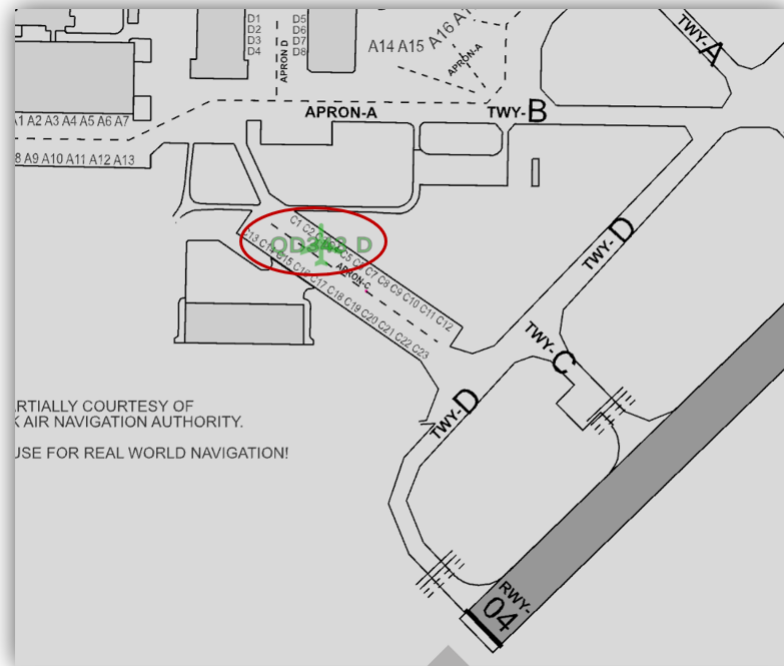 D1 D5
D2 D6
D3 D7
D4 D8
APRON D
A14 A15 A16
APRON-A
TWY-A
A1 A2 A3 A4 A5 A6 A7
APRON-A
TWY-B
A9 A10 A11 A12 A13
C1 C2 C5 C7 C8 C9 C10 C11 C12
C13 C14 C15 C16 C17 C18 C19 C20 C21 C22 C23
APRON-C
TWY-D
TWY-C
TWY-D
RTIALLY COURTESY OF
AIR NAVIGATION AUTHORITY.
USE FOR REAL WORLD NAVIGATION!
RWY-
04